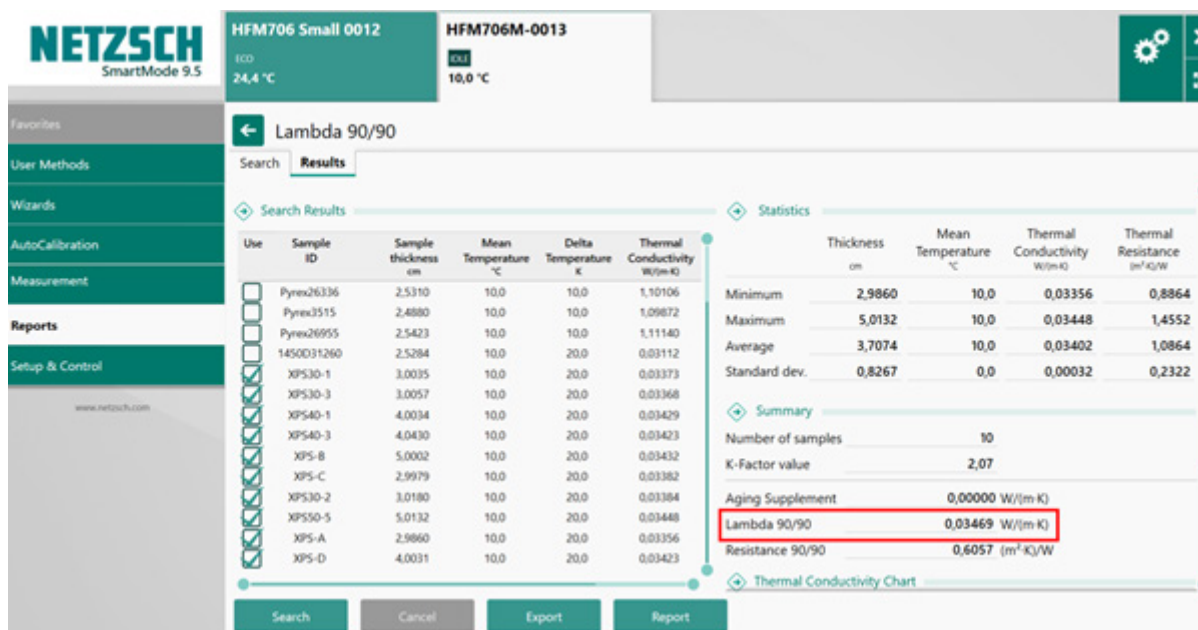 NETZSCH
SmartMode 9.5
HFM706 Small 0012
ECO
24,4 °C
HFM706M-0013
IDLE
10,0 °C
Favorites
User Methods
Wizards
AutoCalibration
Measurement
Reports
Setup & Control
www.netzsch.com
Lambda 90/90
Search Results
Search Results
Use Sample ID Sample thickness cm Mean Temperature °C Delta Temperature K Thermal Conductivity W/(m·K)
Pyrex26336 2,5310 10,0 10,0 1,10106
Pyrex3515 2,4880 10,0 10,0 1,09872
Pyrex26955 2,5423 10,0 10,0 1,11140
1450D31260 2,5284 10,0 20,0 0,03112
XPS30-1 3,0035 10,0 20,0 0,03373
XPS30-3 3,0057 10,0 20,0 0,03368
XPS40-1 4,0034 10,0 20,0 0,03429
XPS40-3 4,0430 10,0 20,0 0,03423
XPS-B 5,0002 10,0 20,0 0,03432
XPS-C 2,9979 10,0 20,0 0,03382
XPS30-2 3,0180 10,0 20,0 0,03384
XPS50-5 5,0132 10,0 20,0 0,03448
XPS-A 2,9860 10,0 20,0 0,03356
XPS-D 4,0031 10,0 20,0 0,03423
Search Cancel Export Report
Statistics
Thickness cm Mean Temperature °C Thermal Conductivity W/(m·K) Thermal Resistance (m²·K)/W
Minimum 2,9860 10,0 0,03356 0,8864
Maximum 5,0132 10,0 0,03448 1,4552
Average 3,7074 10,0 0,03402 1,0864
Standard dev. 0,8267 0,0 0,00032 0,2322
Summary
Number of samples 10
K-Factor value 2,07
Aging Supplement 0,00000 W/(m·K)
Lambda 90/90 0,03469 W/(m·K)
Resistance 90/90 0,6057 (m²·K)/W
Thermal Conductivity Chart